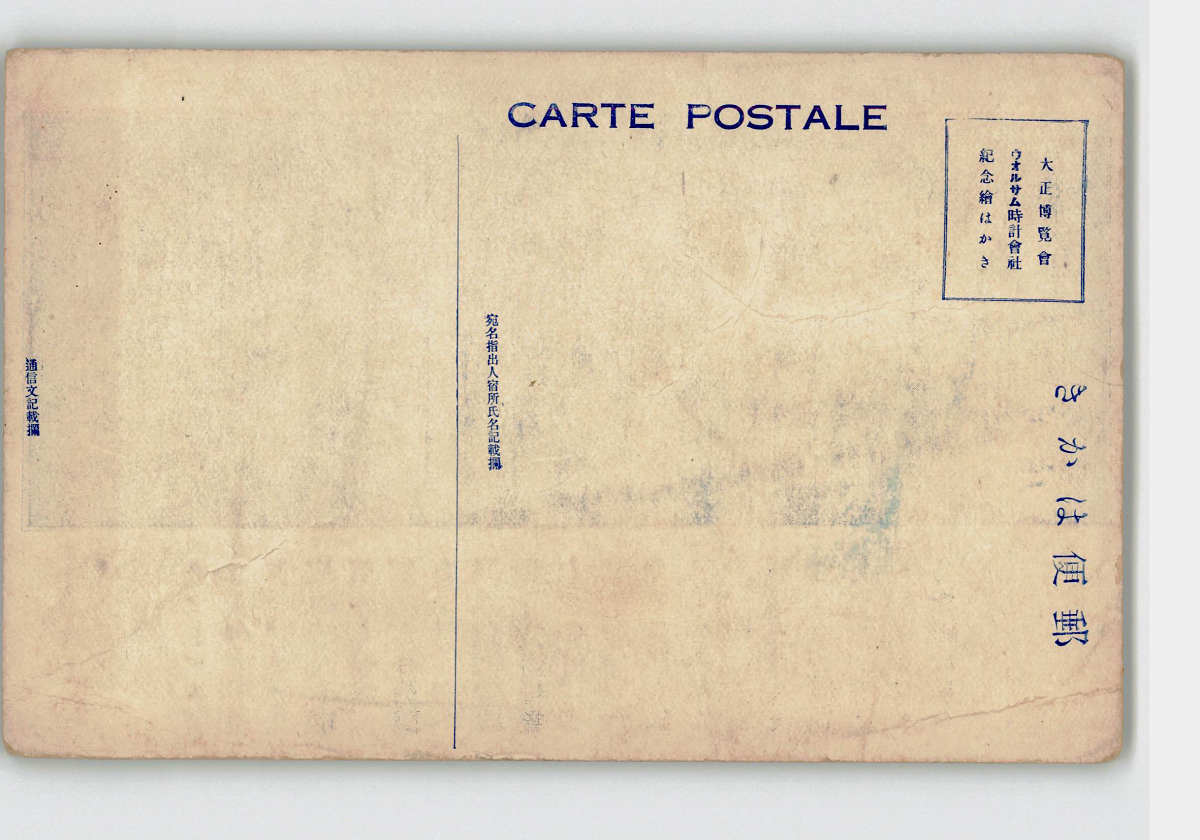 CARTE POSTALE
大正博覧會
ウオルサム時計會社
紀念繪はかき
きかは便郵
宛名指出人宿所氏名記載欄
通信文記載欄